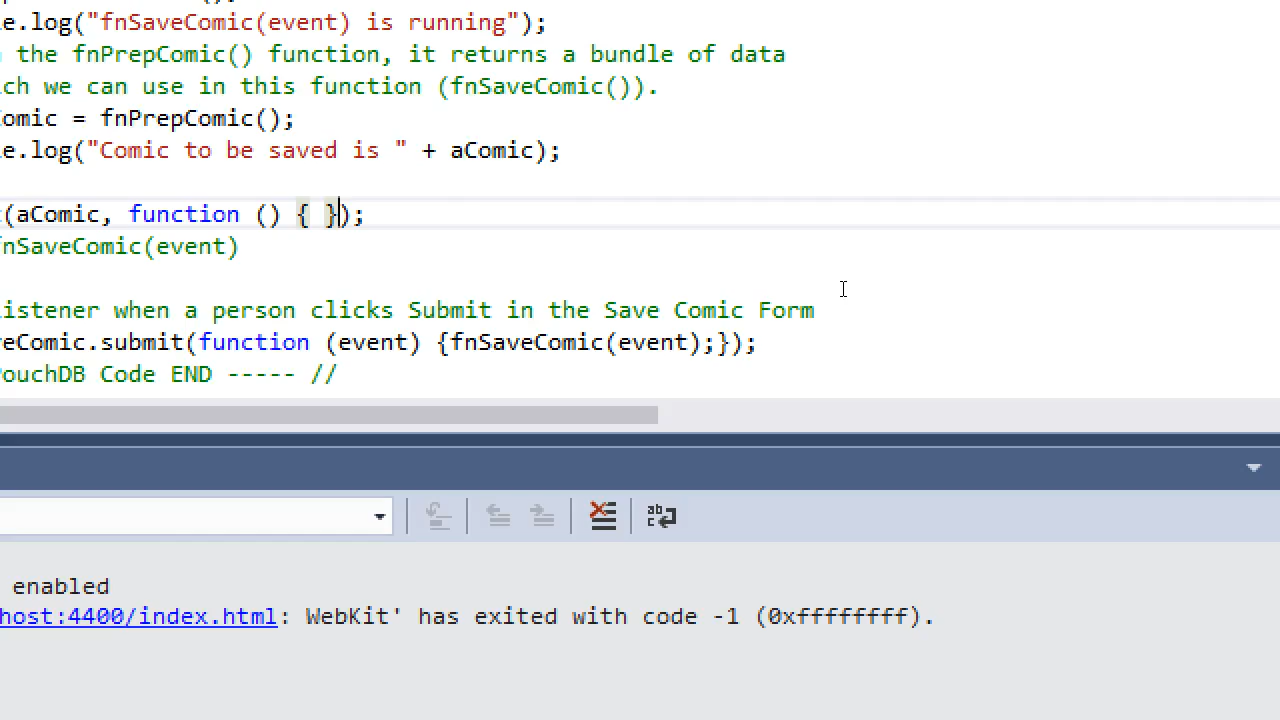 e.log("fnSaveComic(event) is running");
the fnPrepComic() function, it returns a bundle of data
ch we can use in this function (fnSaveComic()).
omic = fnPrepComic();
e.log("Comic to be saved is " + aComic);
(aComic, function () { });
fnSaveComic(event)
istener when a person clicks Submit in the Save Comic Form
eComic.submit(function (event) {fnSaveComic(event);});
ouchDB Code END ----- //
enabled
host:4400/index.html: WebKit' has exited with code -1 (0xffffffff).